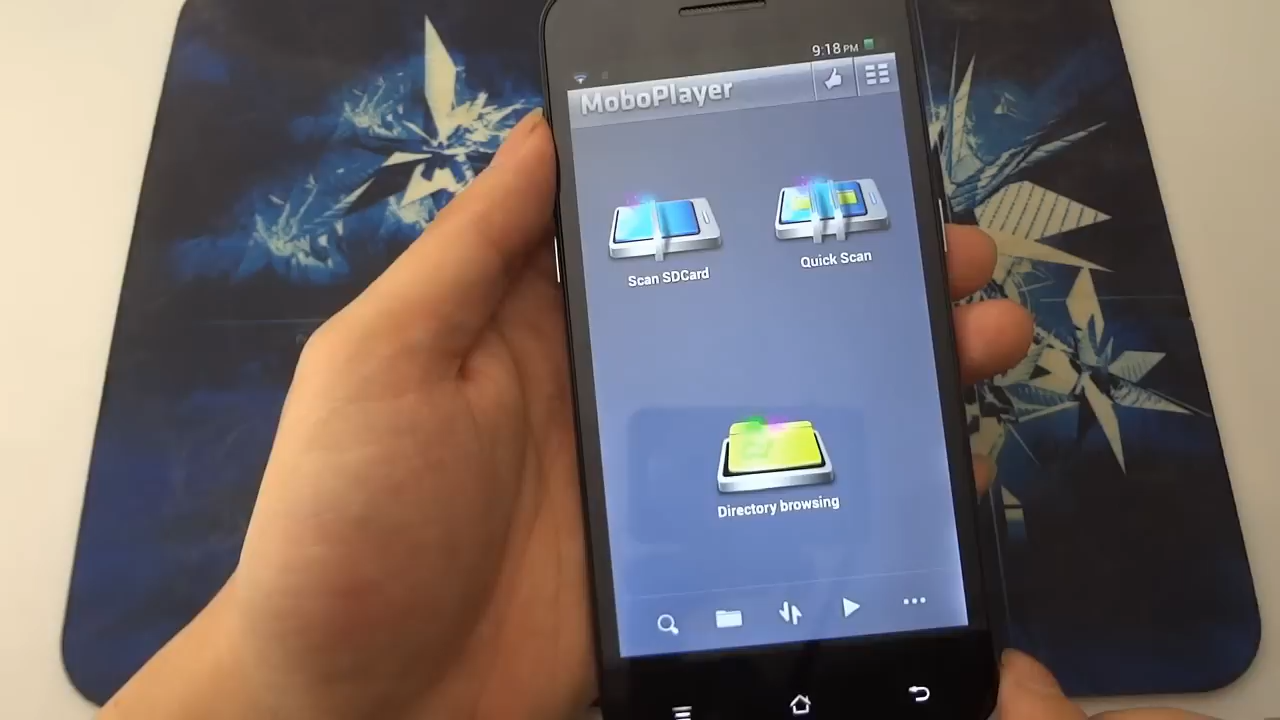 9:18 PM
MoboPlayer
Scan SDCard
Quick Scan
Directory browsing